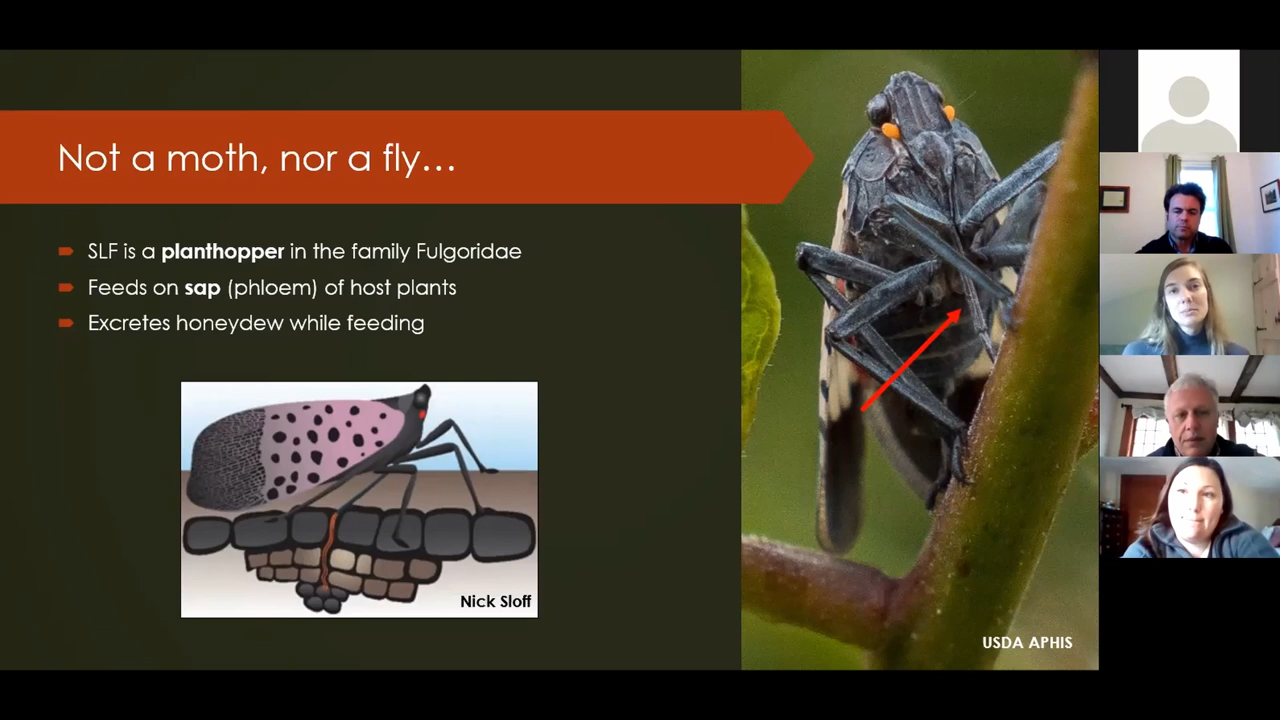 Not a moth, nor a fly...
SLF is a planthopper in the family Fulgoridae
Feeds on sap (phloem) of host plants
Excretes honeydew while feeding
Nick Sloff
USDA APHIS